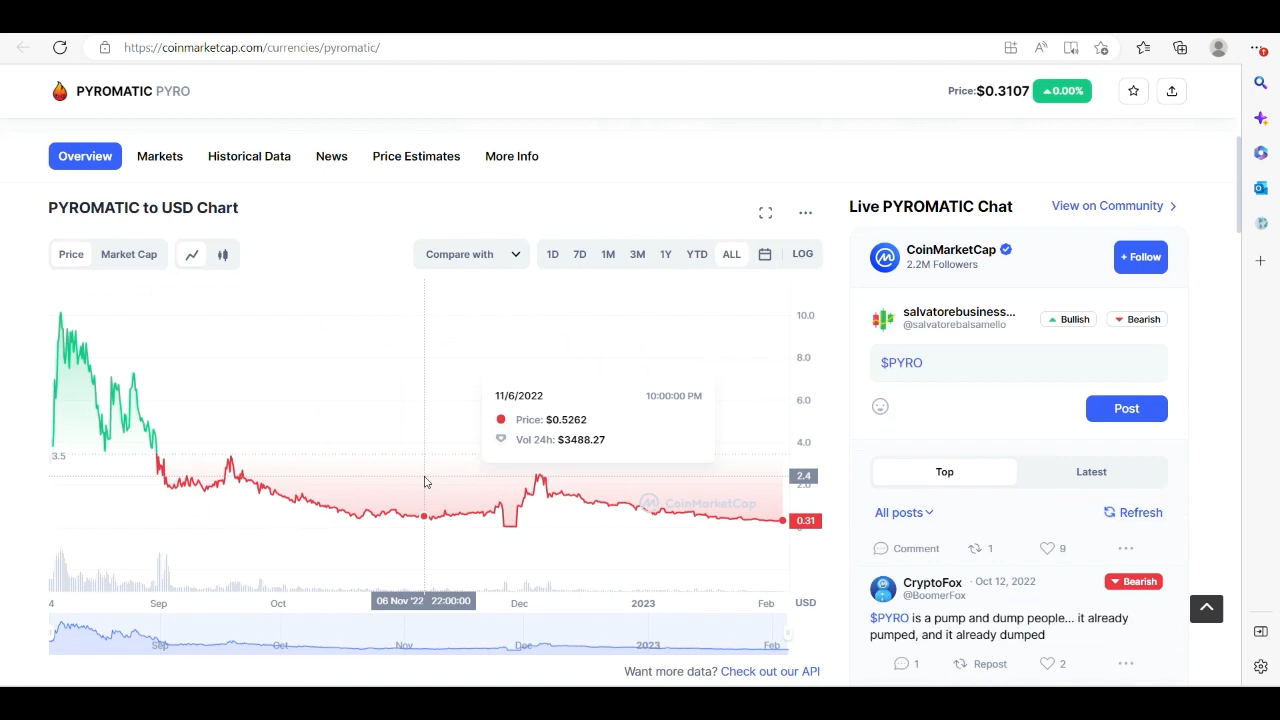 https://coinmarketcap.com/currencies/pyromatic/
PYROMATIC PYRO
Price:$0.3107 0.00%
Overview Markets Historical Data News Price Estimates More Info
PYROMATIC to USD Chart
Price Market Cap
Compare with
1D 7D 1M 3M 1Y YTD ALL LOG
10.0
8.0
6.0
4.0
2.4
2.0
0.31
3.5
11/6/2022 10:00:00 PM
Price: $0.5262
Vol 24h: $3488.27
CoinMarketCap
4 Sep Oct 06 Nov '22 22:00:00 Dec 2023 Feb USD
Sep Oct Nov Dec 2023 Feb
Want more data? Check out our API
Live PYROMATIC Chat View on Community
CoinMarketCap
2.2M Followers
+ Follow
salvatorebusiness...
@salvatorebalsamello
Bullish Bearish
$PYRO
Post
Top Latest
All posts Refresh
Comment 1 9
CryptoFox · Oct 12, 2022
@BoomerFox
Bearish
$PYRO is a pump and dump people... it already
pumped, and it already dumped
1 Repost 2